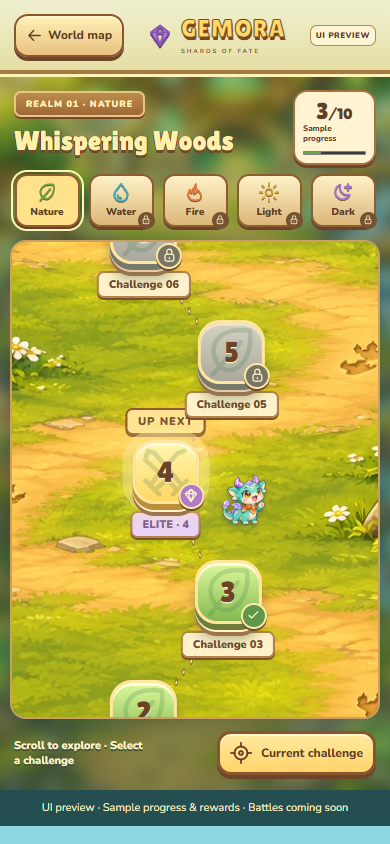 World map
GEMORA
SHARDS OF FATE
UI PREVIEW
REALM 01 · NATURE
Whispering Woods
3/10
Sample
progress
Nature
Water
Fire
Light
Dark
Challenge 06
5
Challenge 05
UP NEXT
4
ELITE · 4
3
Challenge 03
2
Scroll to explore · Select
a challenge
Current challenge
UI preview · Sample progress & rewards · Battles coming soon